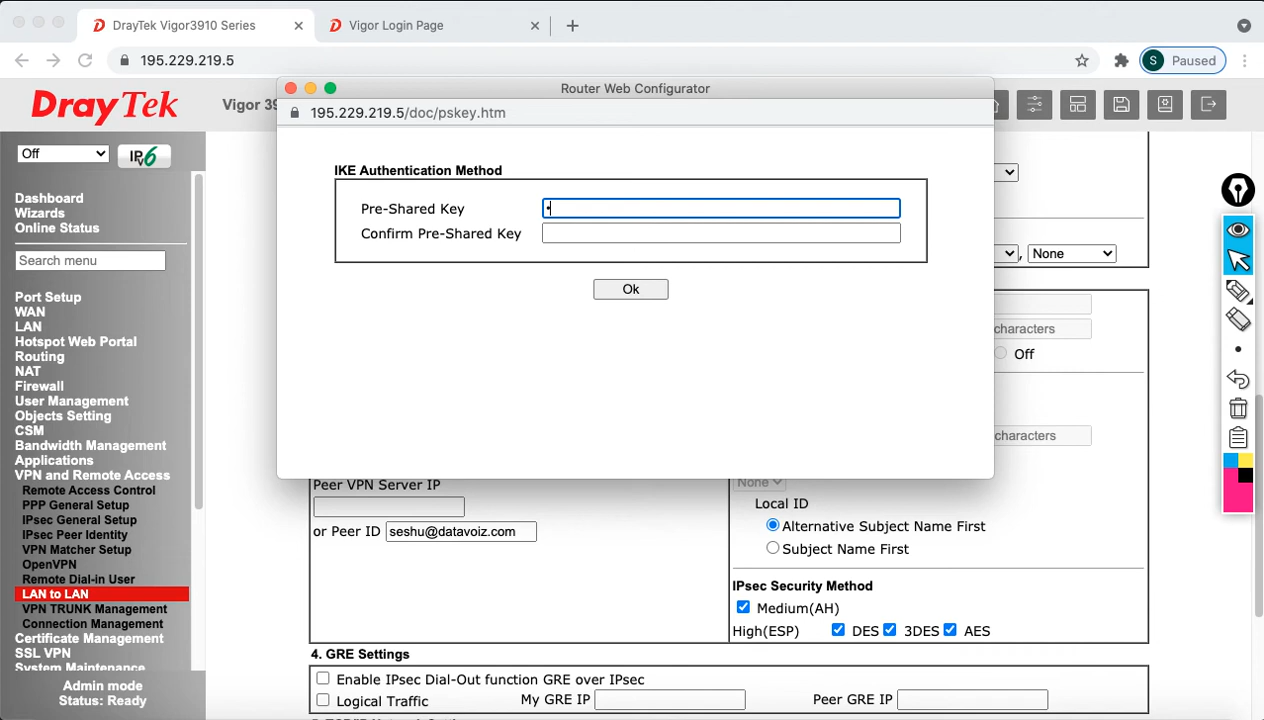 DrayTek Vigor3910 Series
Vigor Login Page
195.229.219.5
S Paused
DrayTek
Vigor 39
Router Web Configurator
195.229.219.5/doc/pskey.htm
Off
IPv6
IKE Authentication Method
Pre-Shared Key
Confirm Pre-Shared Key
Ok
Dashboard
Wizards
Online Status
Search menu
Port Setup
WAN
LAN
Hotspot Web Portal
Routing
NAT
Firewall
User Management
Objects Setting
CSM
Bandwidth Management
Applications
VPN and Remote Access
Remote Access Control
PPP General Setup
IPsec General Setup
IPsec Peer Identity
VPN Matcher Setup
OpenVPN
Remote Dial-in User
LAN to LAN
VPN TRUNK Management
Connection Management
Certificate Management
SSL VPN
System Maintenance
Admin mode
Status: Ready
, None
characters
Off
characters
Peer VPN Server IP
or Peer ID seshu@datavoiz.com
None
Local ID
Alternative Subject Name First
Subject Name First
IPsec Security Method
Medium(AH)
High(ESP) DES 3DES AES
4. GRE Settings
Enable IPsec Dial-Out function GRE over IPsec
Logical Traffic My GRE IP Peer GRE IP